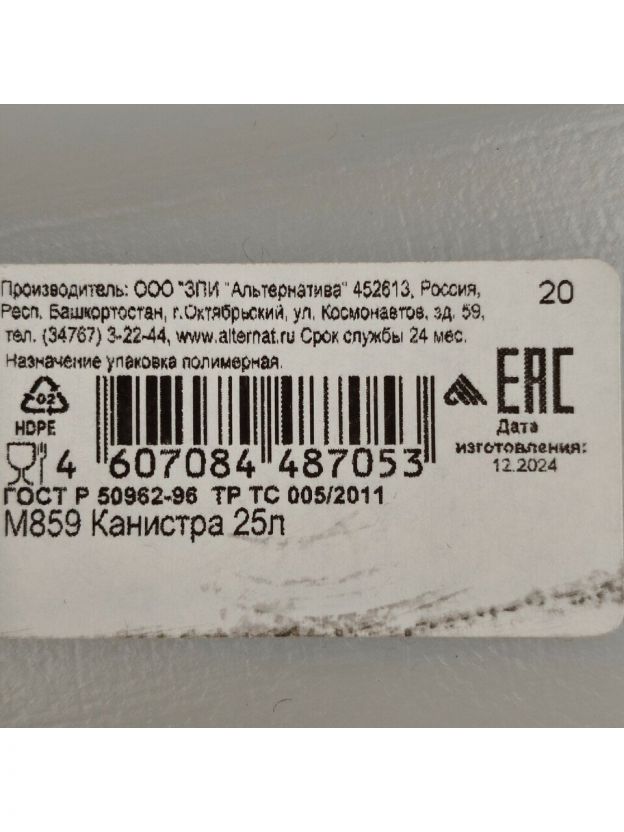 Производитель: ООО "ЗПИ "Альтернатива" 452613, Россия,
Респ. Башкортостан, г.Октябрьский, ул. Космонавтов, зд. 59,
тел. (34767) 3-22-44, www.alternat.ru Срок службы 24 мес.
Назначение упаковка полимерная.
20
02
HDPE
EAC
Дата
изготовления:
12.2024
4 607084 487053
ГОСТ Р 50962-96 ТР ТС 005/2011
М859 Канистра 25л